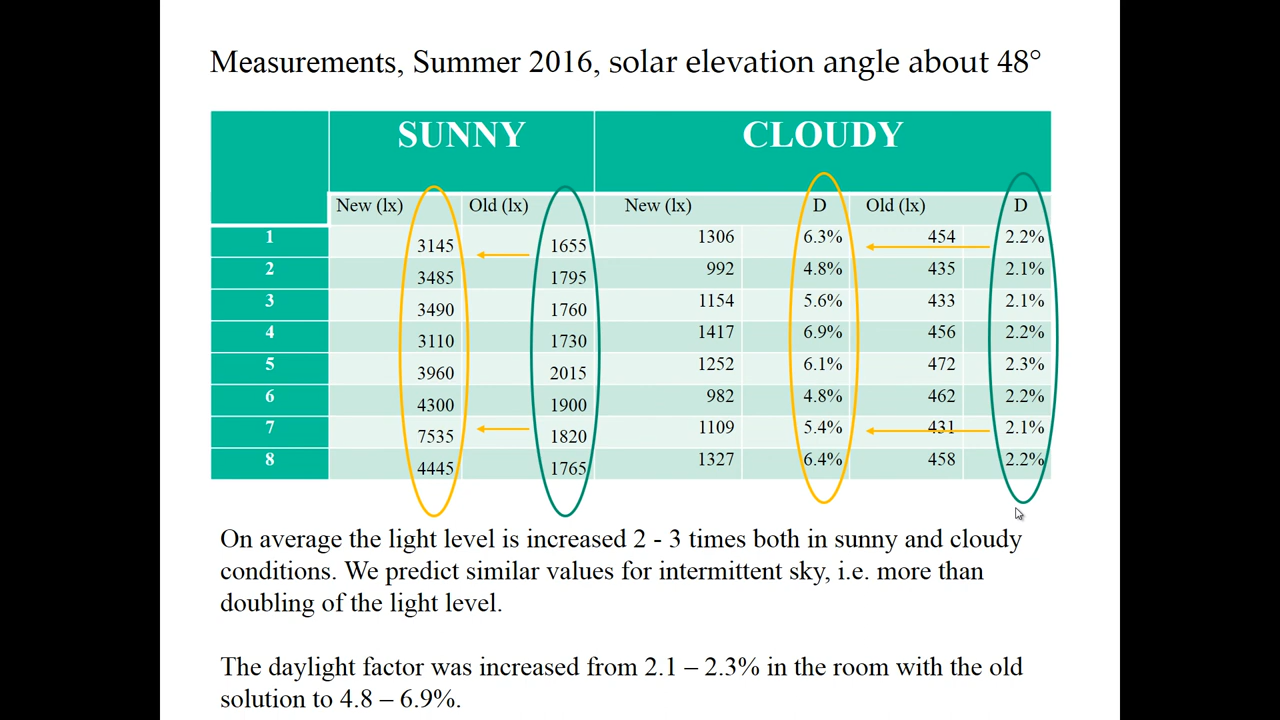 Measurements, Summer 2016, solar elevation angle about 48°
SUNNY CLOUDY
New (lx) Old (lx) New (lx) D Old (lx) D
1 3145 1655 1306 6.3% 454 2.2%
2 3485 1795 992 4.8% 435 2.1%
3 3490 1760 1154 5.6% 433 2.1%
4 3110 1730 1417 6.9% 456 2.2%
5 3960 2015 1252 6.1% 472 2.3%
6 4300 1900 982 4.8% 462 2.2%
7 7535 1820 1109 5.4% 431 2.1%
8 4445 1765 1327 6.4% 458 2.2%
On average the light level is increased 2 - 3 times both in sunny and cloudy
conditions. We predict similar values for intermittent sky, i.e. more than
doubling of the light level.
The daylight factor was increased from 2.1 – 2.3% in the room with the old
solution to 4.8 – 6.9%.